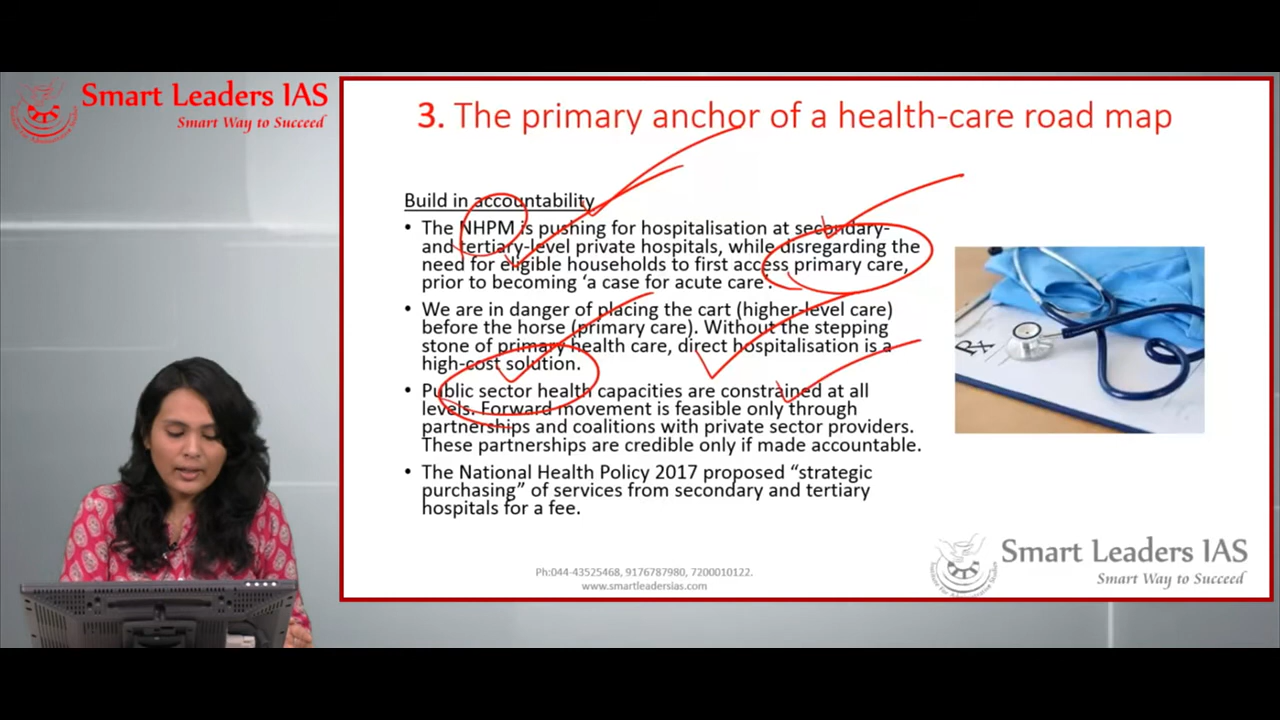 Smart Leaders IAS
Smart Way to Succeed
3. The primary anchor of a health-care road map
Build in accountability
• The NHPM is pushing for hospitalisation at secondary-
and tertiary-level private hospitals, while disregarding the
need for eligible households to first access primary care,
prior to becoming ‘a case for acute care’.
• We are in danger of placing the cart (higher-level care)
before the horse (primary care). Without the stepping
stone of primary health care, direct hospitalisation is a
high-cost solution.
• Public sector health capacities are constrained at all
levels. Forward movement is feasible only through
partnerships and coalitions with private sector providers.
These partnerships are credible only if made accountable.
• The National Health Policy 2017 proposed “strategic
purchasing” of services from secondary and tertiary
hospitals for a fee.
Rx
Smart Leaders IAS
Smart Way to Succeed
Ph:044-43525468, 9176787980, 7200010122.
www.smartleadersias.com